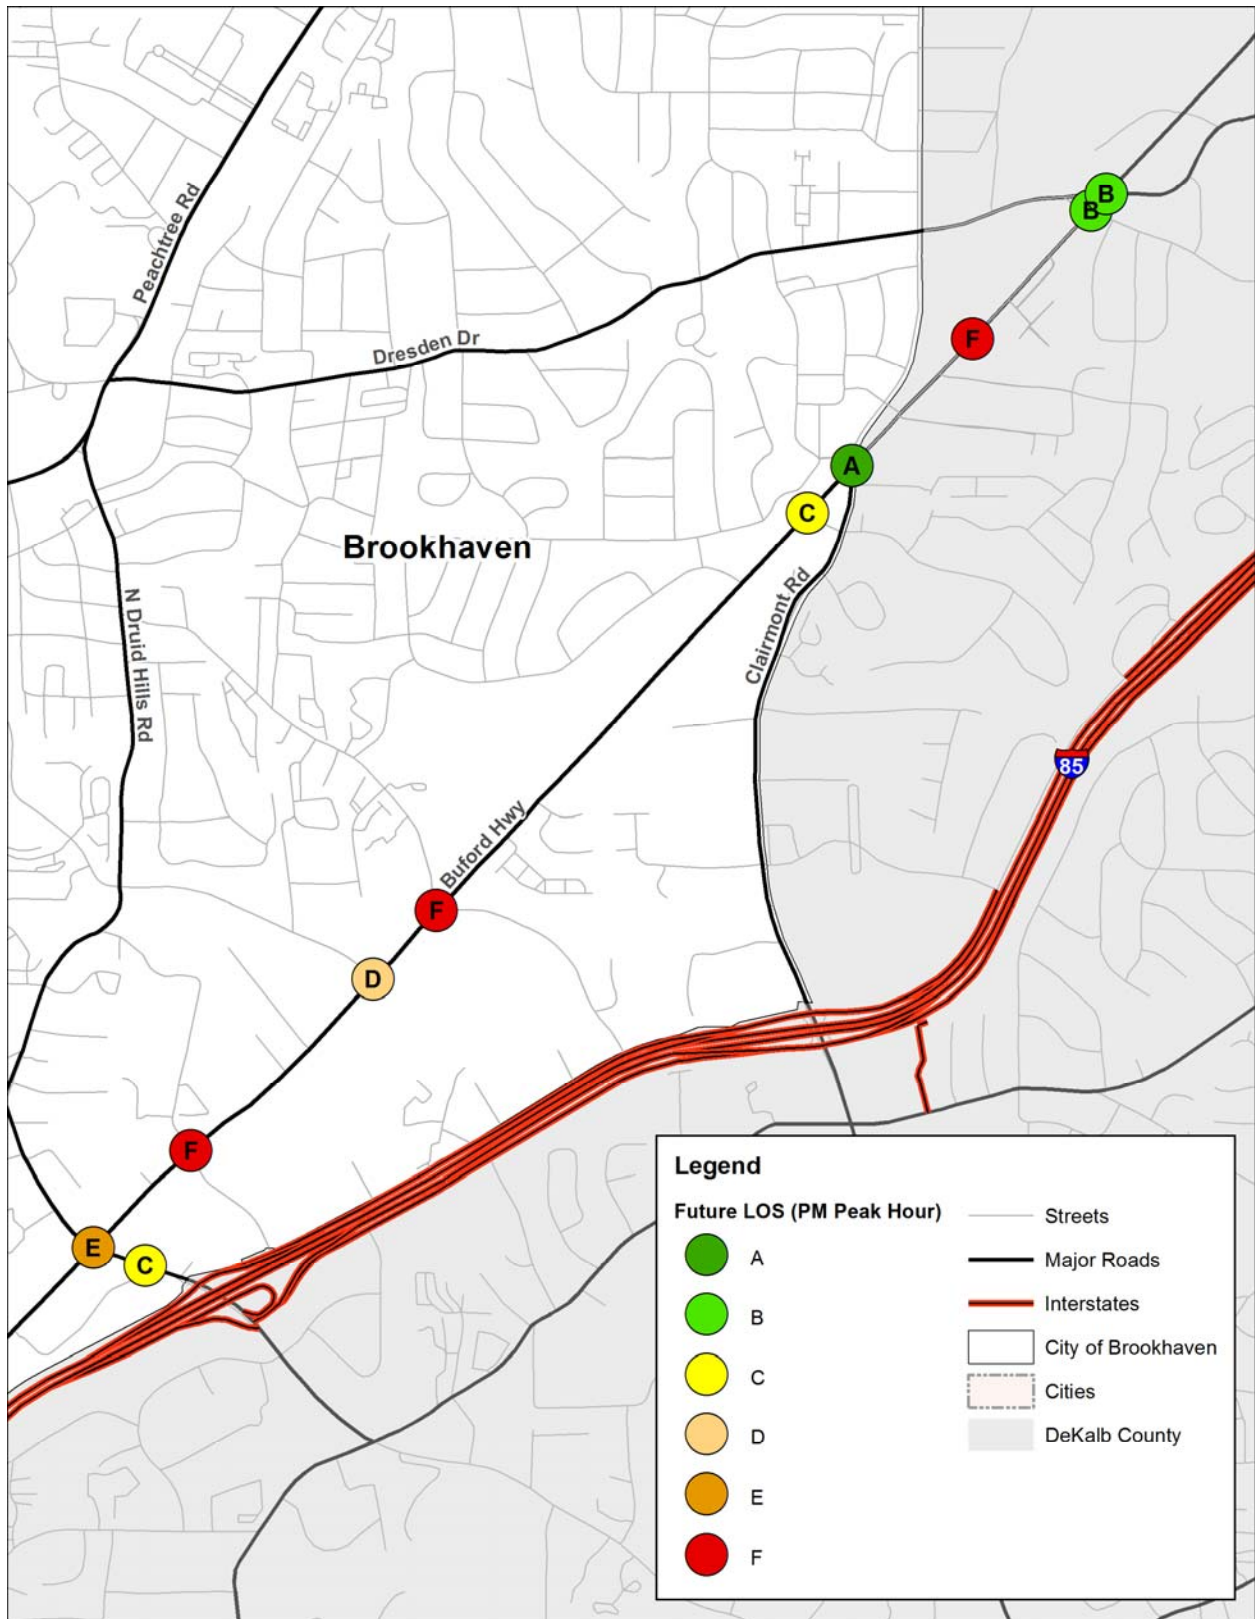 B
B
Peachtree Rd
F
Dresden Dr
A
C
Brookhaven
Clairmont Rd
N Druid Hills Rd
85
Buford Hwy
F
D
F
E
C
Legend
Future LOS (PM Peak Hour)
A
B
C
D
E
F
Streets
Major Roads
Interstates
City of Brookhaven
Cities
DeKalb County